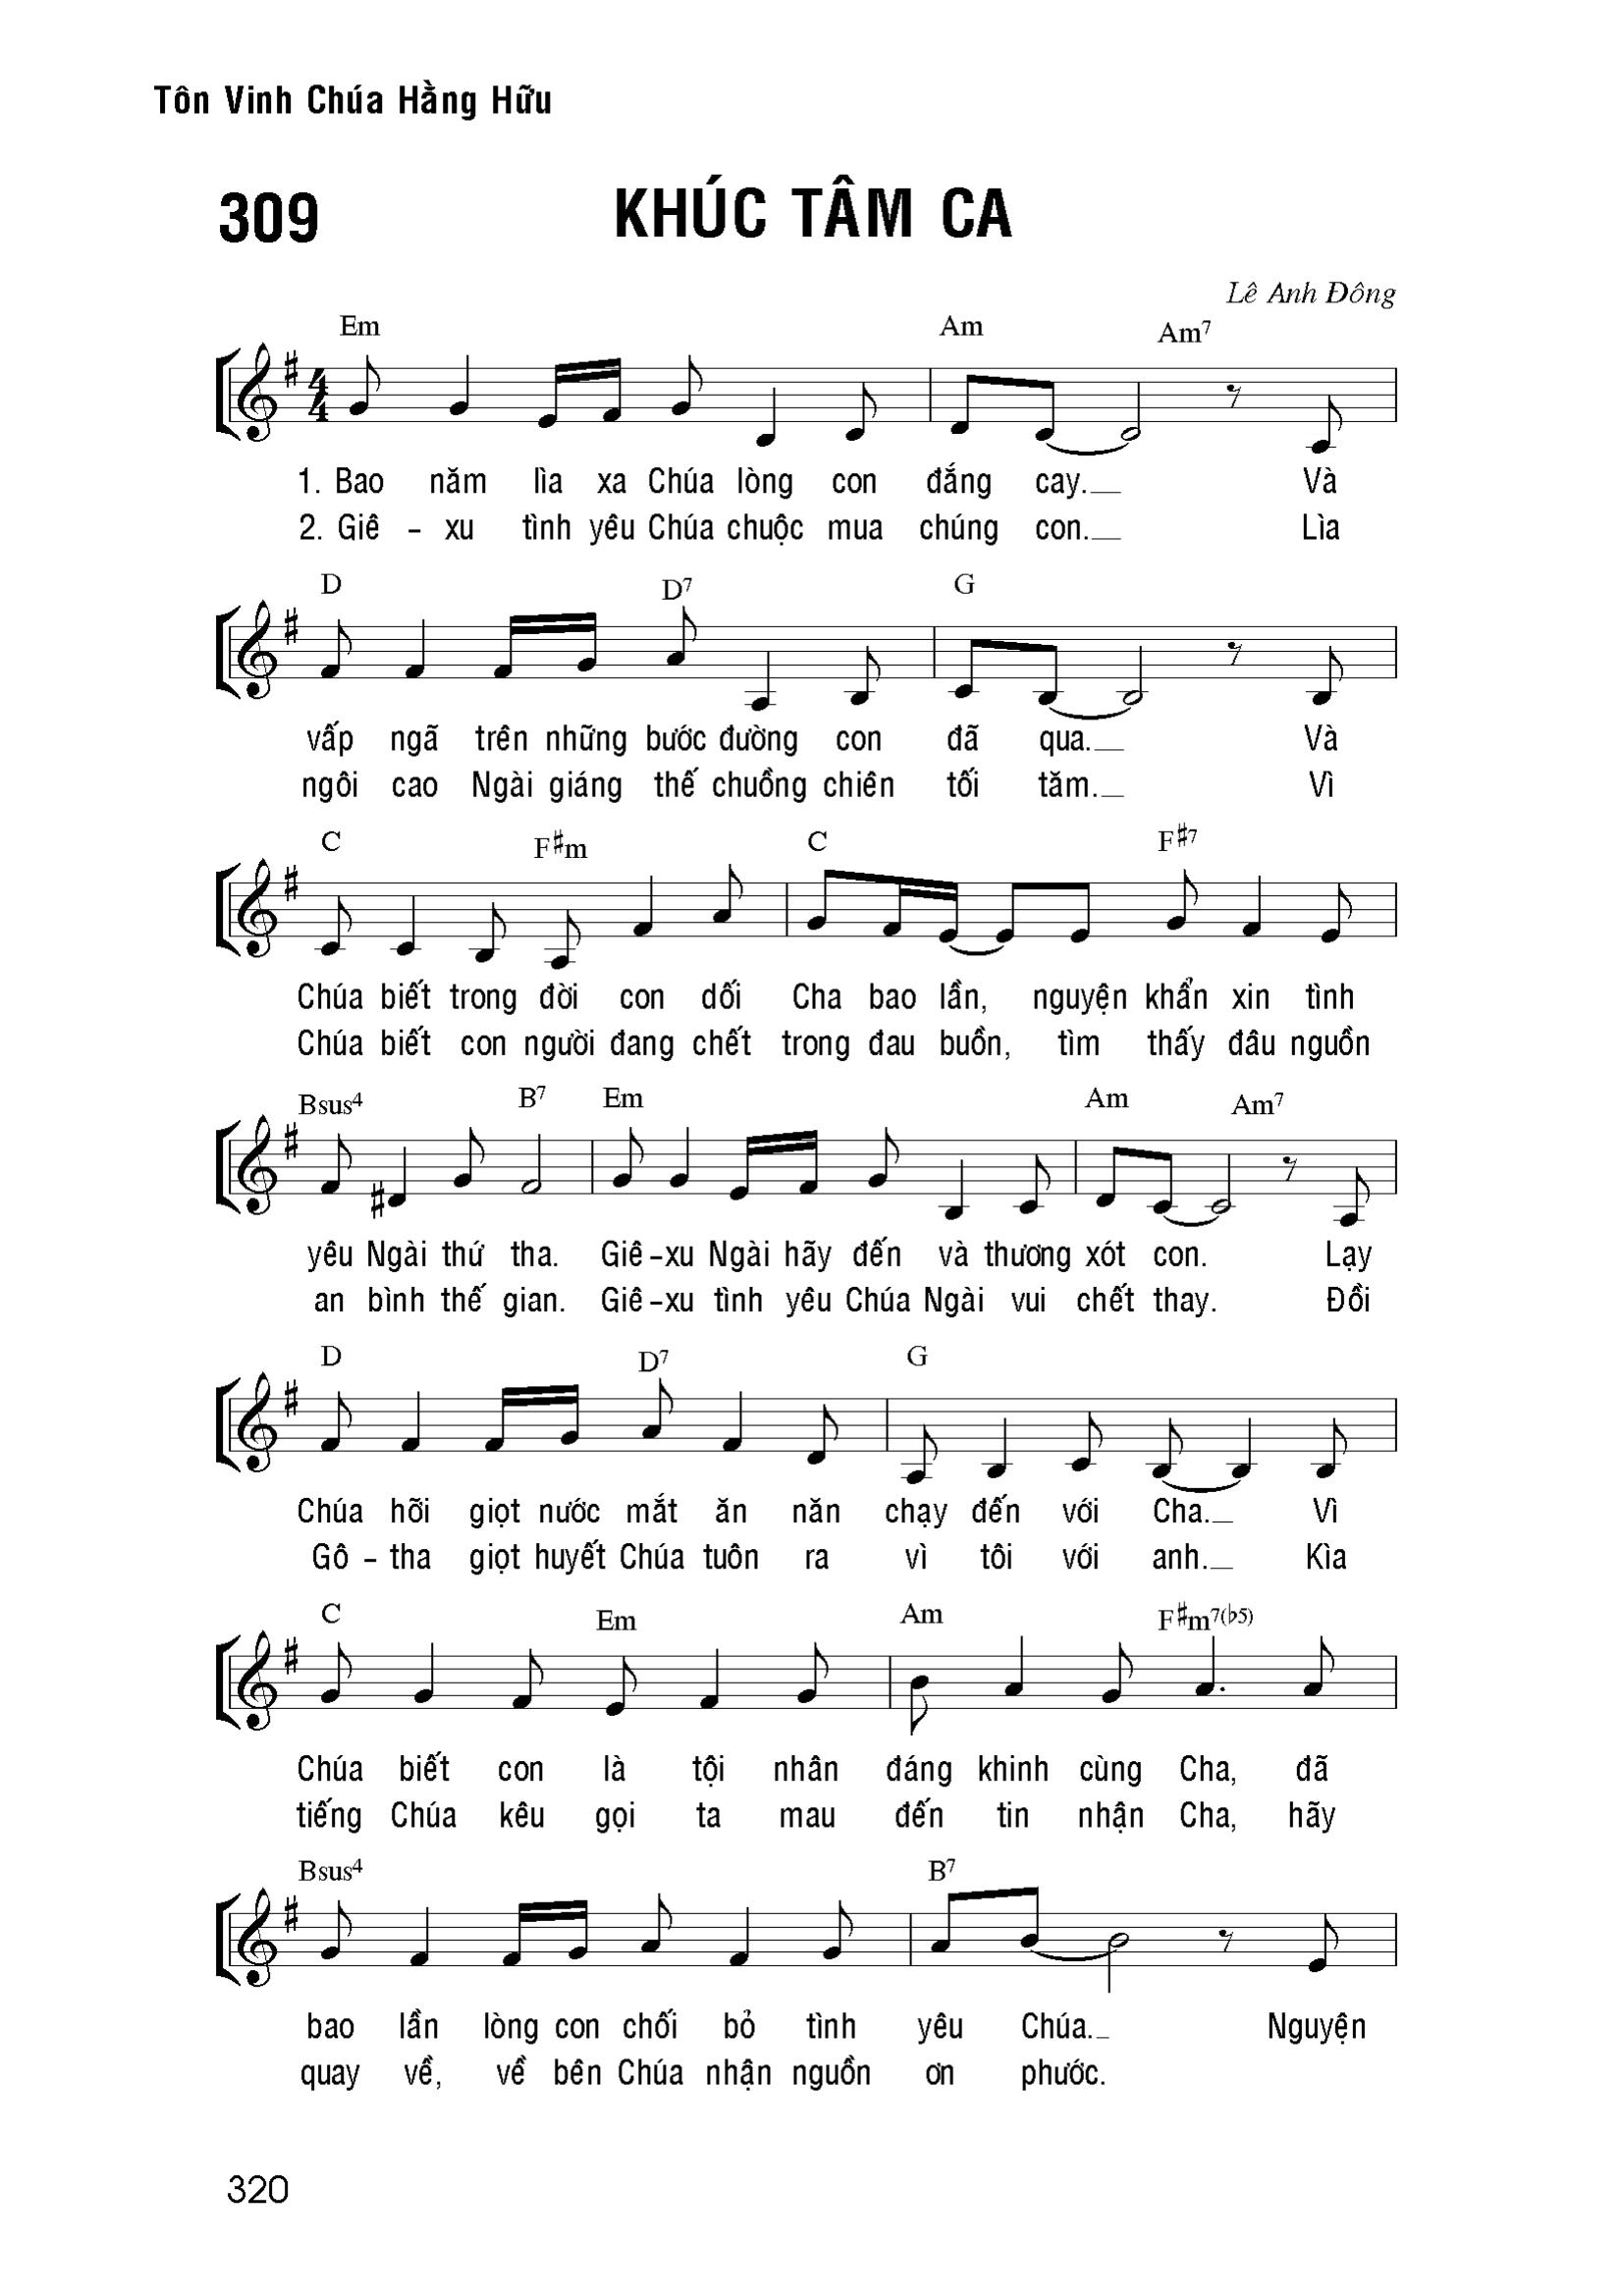 Tôn Vinh Chúa Hằng Hữu
309 KHÚC TÂM CA
Lê Anh Đông
Em Am Am7
4
4
1. Bao năm lìa xa Chúa lòng con đắng cay. Và
2. Giê - xu tình yêu Chúa chuộc mua chúng con. Lìa
D D7 G
vấp ngã trên những bước đường con đã qua. Và
ngôi cao Ngài giáng thế chuồng chiên tối tăm. Vì
C F♯m C F♯7
Chúa biết trong đời con dối Cha bao lần, nguyện khẩn xin tình
Chúa biết con người đang chết trong đau buồn, tìm thấy đâu nguồn
Bsus4 B7 Em Am Am7
yêu Ngài thứ tha. Giê-xu Ngài hãy đến và thương xót con. Lạy
an bình thế gian. Giê-xu tình yêu Chúa Ngài vui chết thay. Đồi
D D7 G
Chúa hỡi giọt nước mắt ăn năn chạy đến với Cha. Vì
Gô - tha giọt huyết Chúa tuôn ra vì tôi với anh. Kìa
C Em Am F♯m7(♭5)
Chúa biết con là tội nhân đáng khinh cùng Cha, đã
tiếng Chúa kêu gọi ta mau đến tin nhận Cha, hãy
Bsus4 B7
bao lần lòng con chối bỏ tình yêu Chúa. Nguyện
quay về, về bên Chúa nhận nguồn ơn phước.
320